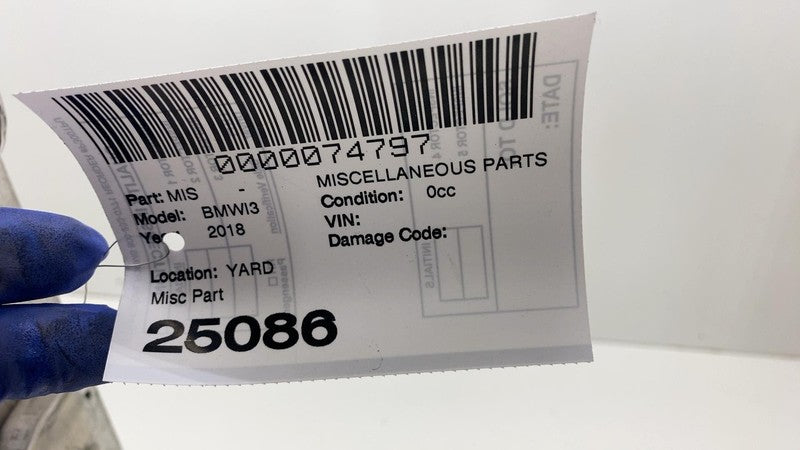 0000074797
Part: MIS -
MISCELLANEOUS PARTS
Model: BMWI3
Condition: 0cc
2018
VIN:
Damage Code:
Location: YARD
Misc Part
25086
DATE:
INITIALS